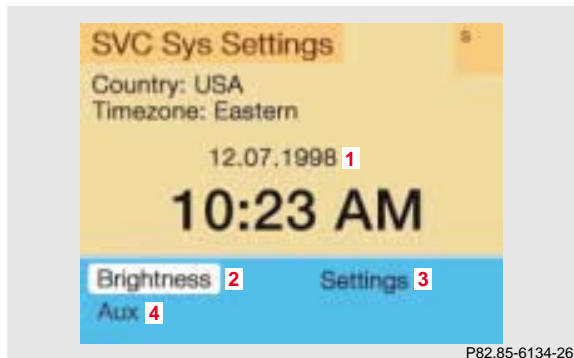 SVC Sys Settings
s
Country: USA
Timezone: Eastern
12.07.1998 1
10:23 AM
Brightness 2 Settings 3
Aux 4
P82.85-6134-26